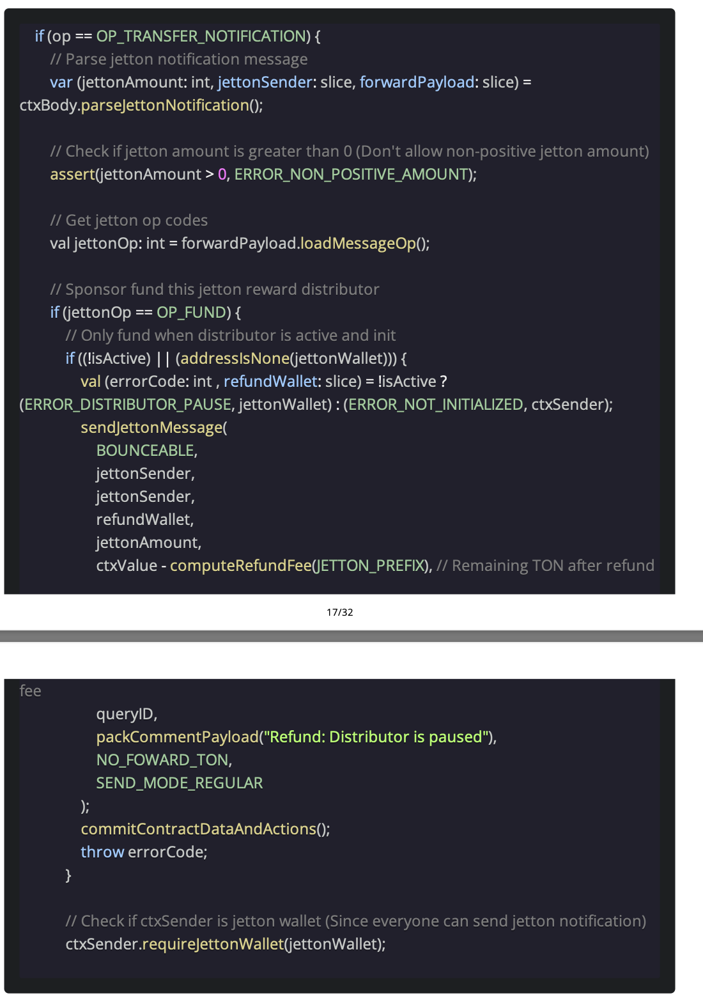 if (op == OP_TRANSFER_NOTIFICATION) {
// Parse jetton notification message
var (jettonAmount: int, jettonSender: slice, forwardPayload: slice) =
ctxBody.parseJettonNotification();
// Check if jetton amount is greater than 0 (Don't allow non-positive jetton amount)
assert(jettonAmount > 0, ERROR_NON_POSITIVE_AMOUNT);
// Get jetton op codes
val jettonOp: int = forwardPayload.loadMessageOp();
// Sponsor fund this jetton reward distributor
if (jettonOp == OP_FUND) {
// Only fund when distributor is active and init
if ((!isActive) || (addressIsNone(jettonWallet))) {
val (errorCode: int , refundWallet: slice) = !isActive ?
(ERROR_DISTRIBUTOR_PAUSE, jettonWallet) : (ERROR_NOT_INITIALIZED, ctxSender);
sendJettonMessage(
BOUNCEABLE,
jettonSender,
jettonSender,
refundWallet,
jettonAmount,
ctxValue - computeRefundFee(JETTON_PREFIX), // Remaining TON after refund
17/32
fee
queryID,
packCommentPayload("Refund: Distributor is paused"),
NO_FOWARD_TON,
SEND_MODE_REGULAR
);
commitContractDataAndActions();
throw errorCode;
}
// Check if ctxSender is jetton wallet (Since everyone can send jetton notification)
ctxSender.requireJettonWallet(jettonWallet);